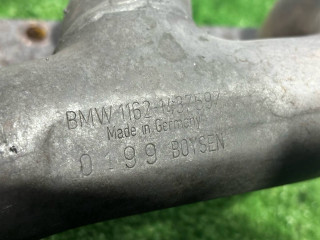 BMW 1162
Made in Germany
0199 BOYSEN